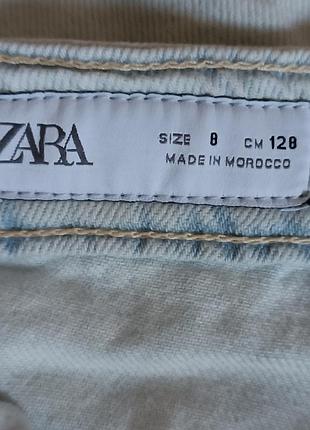 ZARA
SIZE 8 CM 128
MADE IN MOROCCO